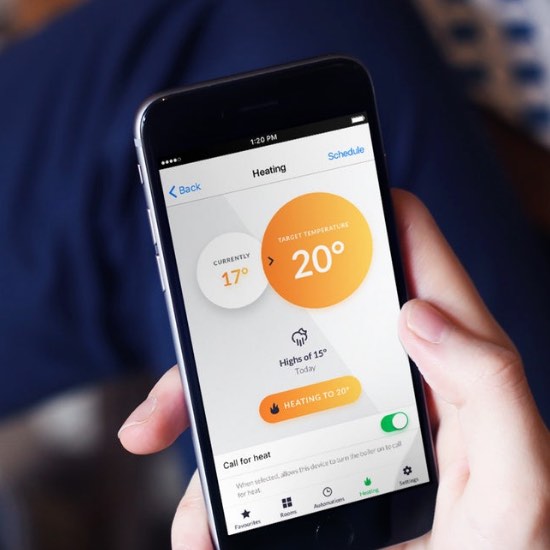 1:20 PM
Back
Heating
Schedule
CURRENTLY
17°
TARGET TEMPERATURE
20°
Highs of 15°
Today
HEATING TO 20°
Call for heat
When selected, allows this device to turn the boiler on to call
for heat.
Favourites
Rooms
Automations
Heating
Settings